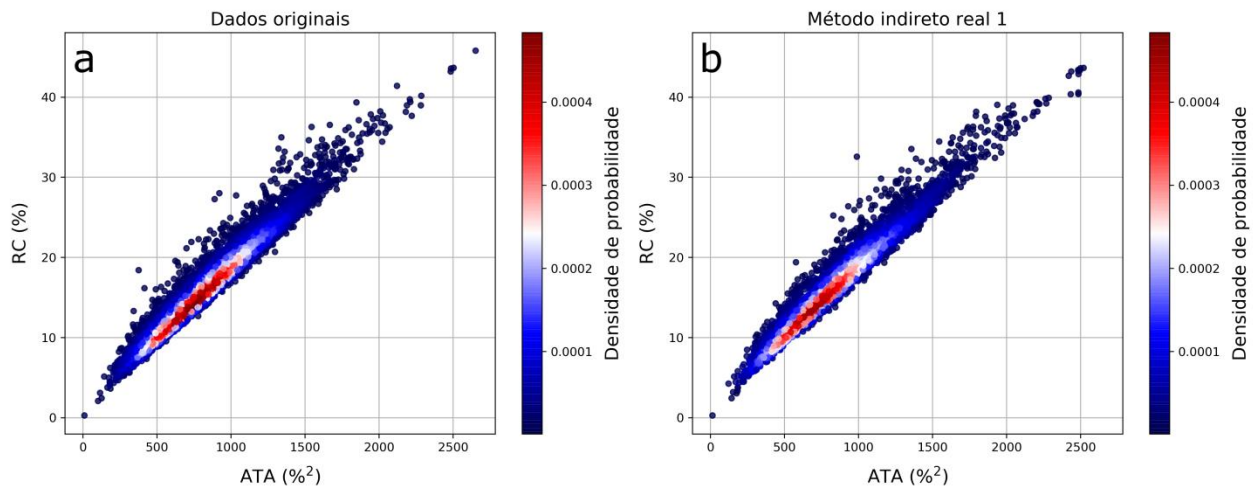 Dados originais
a
40
30
20
10
0
RC (%)
0 500 1000 1500 2000 2500
ATA (%²)
0.0004
0.0003
0.0002
0.0001
Densidade de probabilidade
Método indireto real 1
b
40
30
20
10
0
RC (%)
0 500 1000 1500 2000 2500
ATA (%²)
0.0004
0.0003
0.0002
0.0001
Densidade de probabilidade